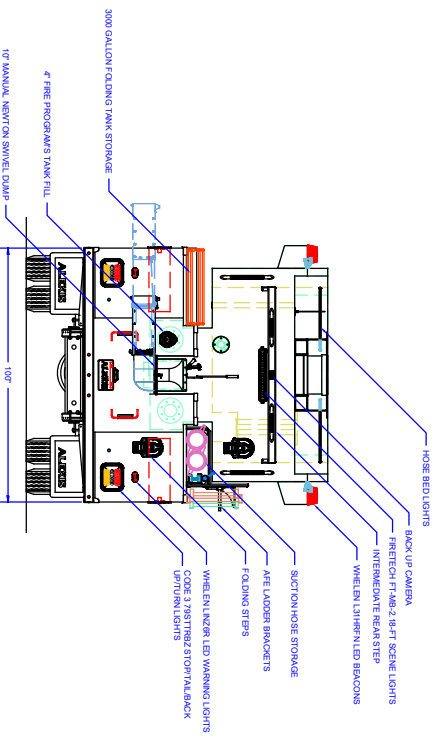 3000 GALLON FOLDING TANK STORAGE
4" FIRE PROGRAM'S TANK FILL
10" MANUAL NEWTON SWIVEL DUMP
HOSE BED LIGHTS
BACK UP CAMERA
FIRETECH FT-MB-2.18-FT SCENE LIGHTS
INTERMEDIATE REAR STEP
WHELEN L31HRFN LED BEACONS
SUCTION HOSE STORAGE
AFE LADDER BRACKETS
FOLDING STEPS
WHELEN LINZ6R LED WARNING LIGHTS
CODE 3 79STTRBZ STOP/TAIL/BACK
UP/TURN LIGHTS
ALEXIS
ALEXIS
ALEXIS
100"